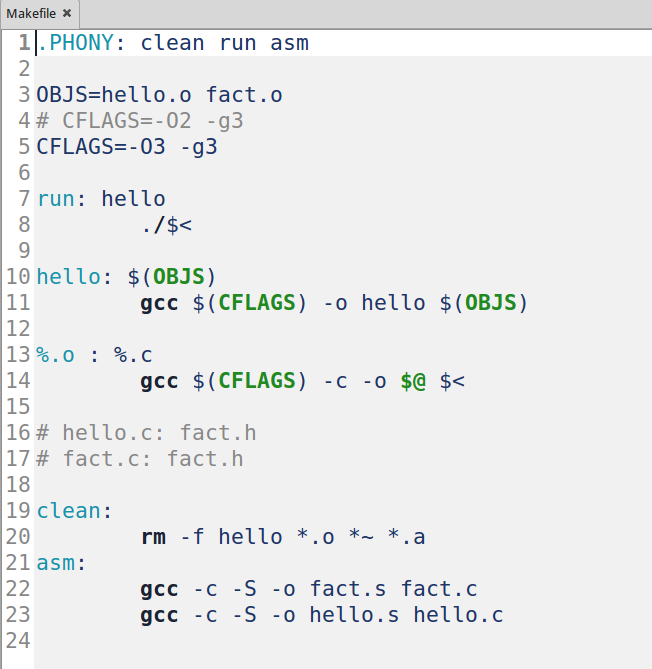 Makefile ×
1 .PHONY: clean run asm
2
3 OBJS=hello.o fact.o
4 # CFLAGS=-O2 -g3
5 CFLAGS=-O3 -g3
6
7 run: hello
8 ./$<
9
10 hello: $(OBJS)
11 gcc $(CFLAGS) -o hello $(OBJS)
12
13 %.o : %.c
14 gcc $(CFLAGS) -c -o $@ $<
15
16 # hello.c: fact.h
17 # fact.c: fact.h
18
19 clean:
20 rm -f hello *.o *~ *.a
21 asm:
22 gcc -c -S -o fact.s fact.c
23 gcc -c -S -o hello.s hello.c
24